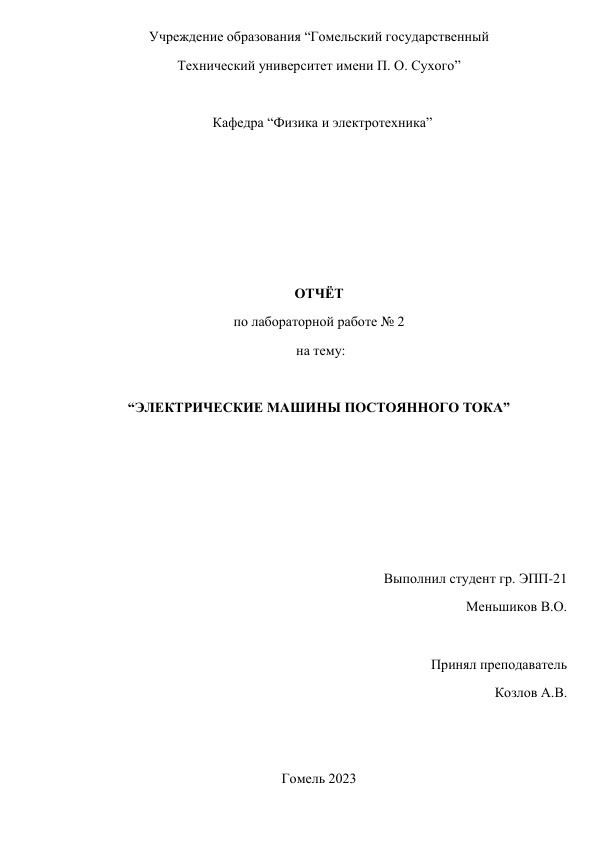 Учреждение образования “Гомельский государственный
Технический университет имени П. О. Сухого”
Кафедра “Физика и электротехника”
ОТЧЁТ
по лабораторной работе № 2
на тему:
“ЭЛЕКТРИЧЕСКИЕ МАШИНЫ ПОСТОЯННОГО ТОКА”
Выполнил студент гр. ЭПП-21
Меньшиков В.О.
Принял преподаватель
Козлов А.В.
Гомель 2023